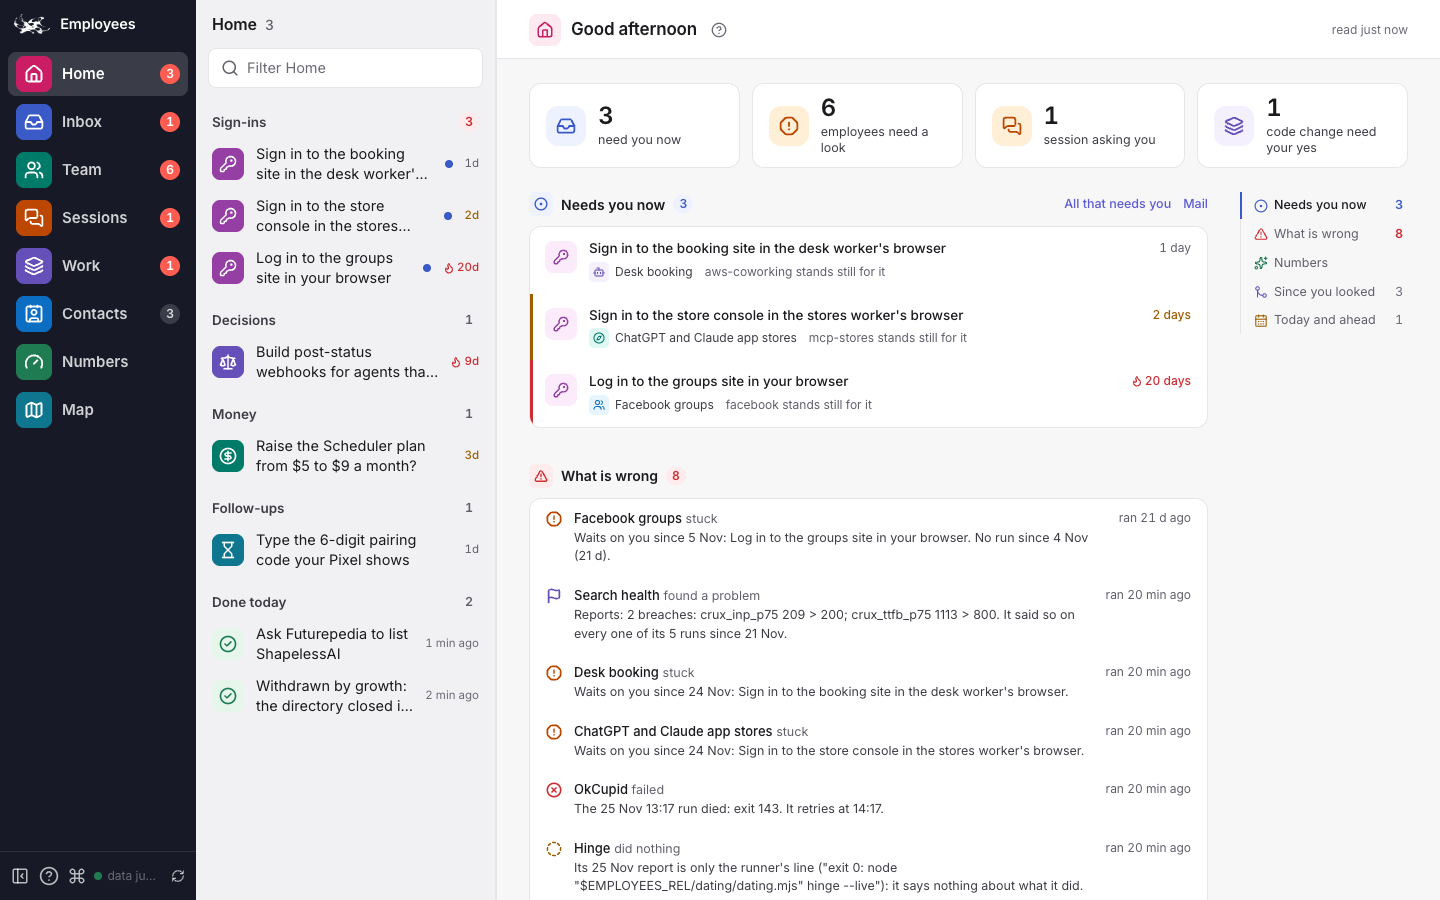 Employees
Home 3
Inbox 1
Team 6
Sessions 1
Work 1
Contacts 3
Numbers
Map
data ju...
Home 3
Filter Home
Sign-ins 3
Sign in to the booking
site in the desk worker'... 1d
Sign in to the store
console in the stores... 2d
Log in to the groups
site in your browser 20d
Decisions 1
Build post-status
webhooks for agents tha... 9d
Money 1
Raise the Scheduler plan
from $5 to $9 a month? 3d
Follow-ups 1
Type the 6-digit pairing
code your Pixel shows 1d
Done today 2
Ask Futurepedia to list
ShapelessAI 1 min ago
Withdrawn by growth:
the directory closed i... 2 min ago
Good afternoon
read just now
3
need you now
6
employees need a
look
1
session asking you
1
code change need
your yes
Needs you now 3
All that needs you Mail
Sign in to the booking site in the desk worker's browser 1 day
Desk booking aws-coworking stands still for it
Sign in to the store console in the stores worker's browser 2 days
ChatGPT and Claude app stores mcp-stores stands still for it
Log in to the groups site in your browser 20 days
Facebook groups facebook stands still for it
What is wrong 8
Facebook groups stuck ran 21 d ago
Waits on you since 5 Nov: Log in to the groups site in your browser. No run since 4 Nov
(21 d).
Search health found a problem ran 20 min ago
Reports: 2 breaches: crux_inp_p75 209 > 200; crux_ttfb_p75 1113 > 800. It said so on
every one of its 5 runs since 21 Nov.
Desk booking stuck ran 20 min ago
Waits on you since 24 Nov: Sign in to the booking site in the desk worker's browser.
ChatGPT and Claude app stores stuck ran 20 min ago
Waits on you since 24 Nov: Sign in to the store console in the stores worker's browser.
OkCupid failed ran 20 min ago
The 25 Nov 13:17 run died: exit 143. It retries at 14:17.
Hinge did nothing ran 20 min ago
Its 25 Nov report is only the runner's line ("exit 0: node
"$EMPLOYEES_REL/dating/dating.mjs" hinge --live"): it says nothing about what it did.
Needs you now 3
What is wrong 8
Numbers
Since you looked 3
Today and ahead 1